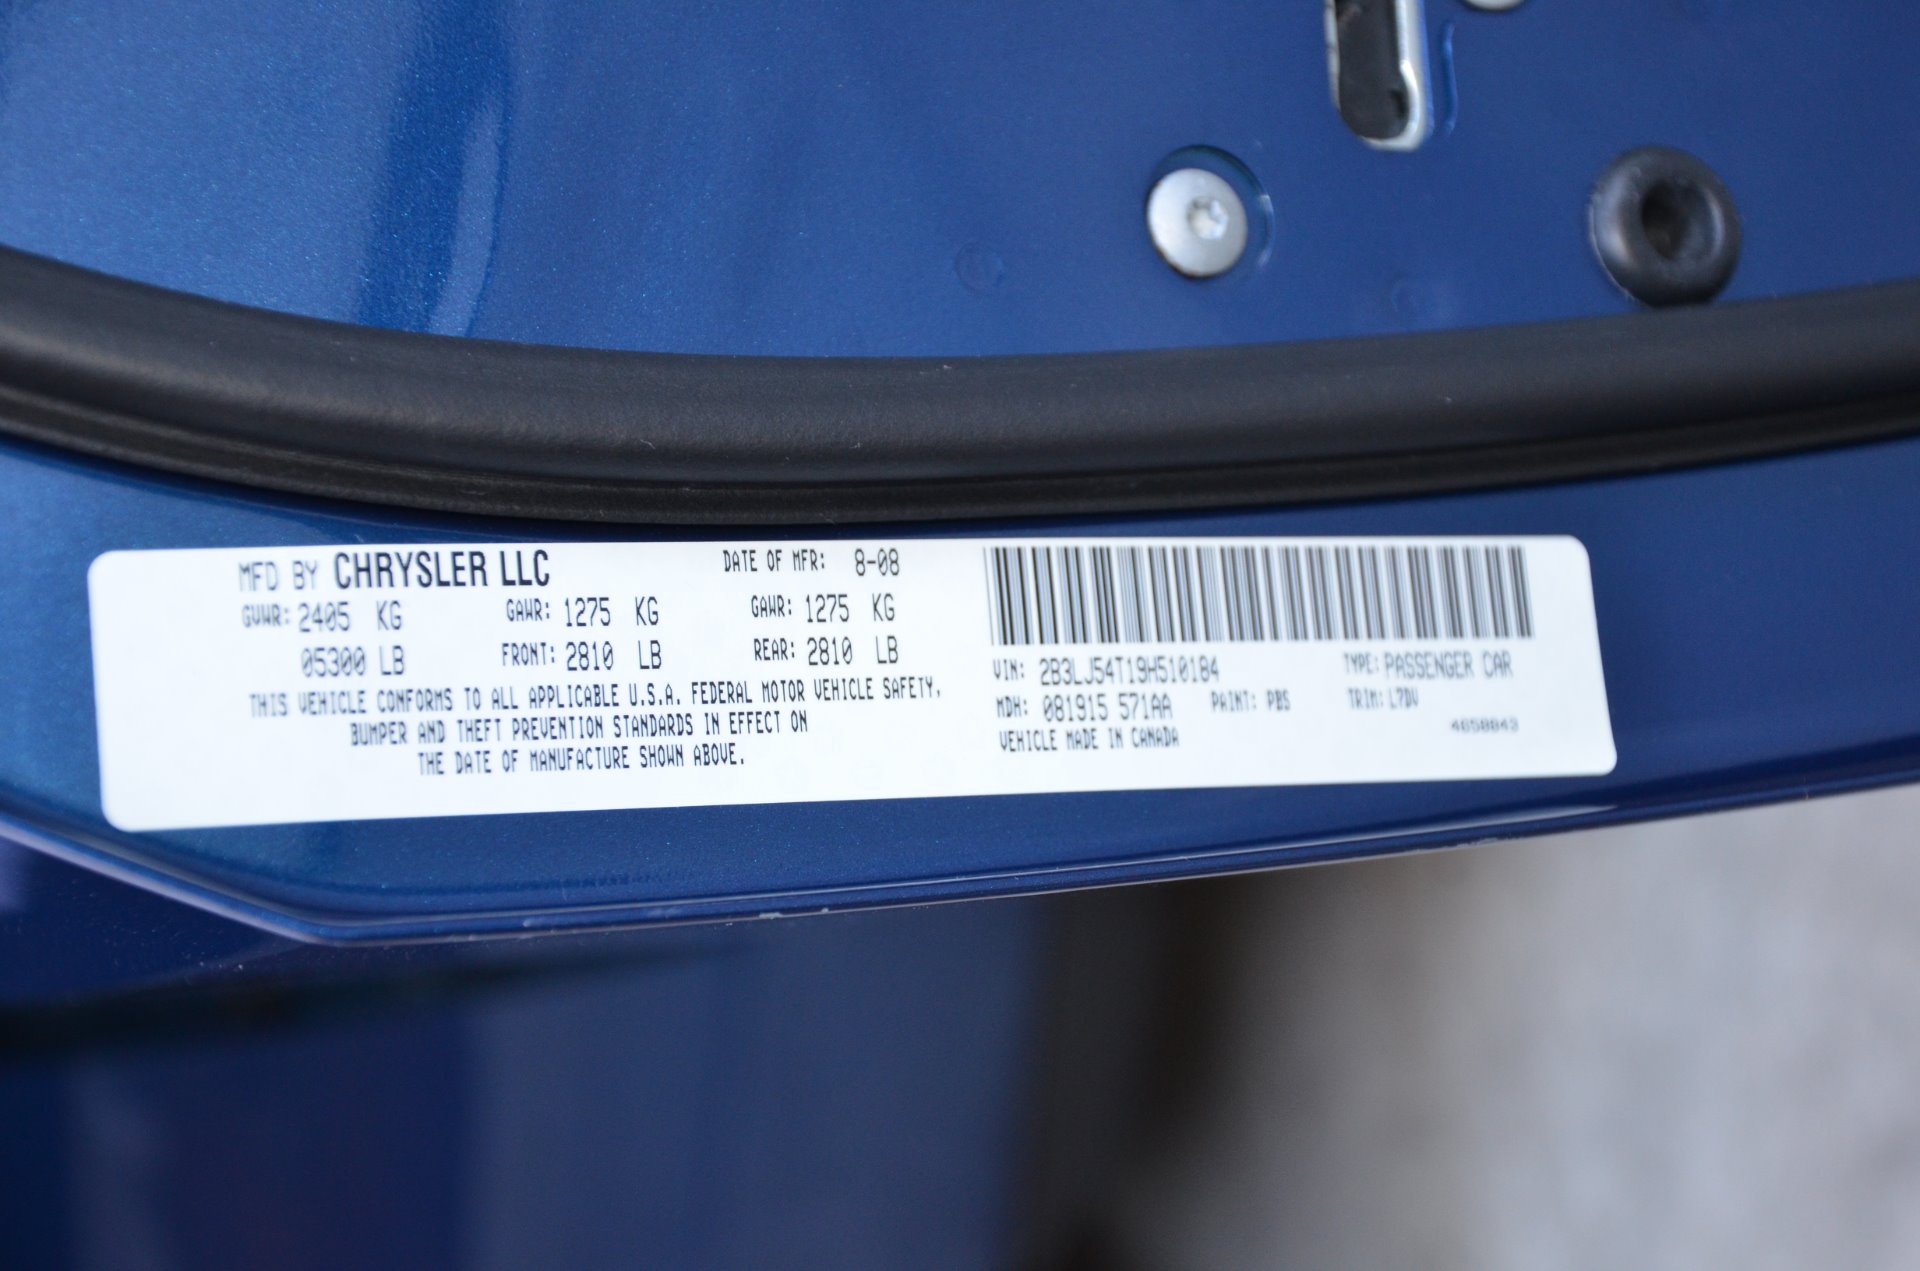 MFD BY CHRYSLER LLC DATE OF MFR: 8-08
GVWR: 2405 KG GAWR: 1275 KG GAWR: 1275 KG
05300 LB FRONT: 2810 LB REAR: 2810 LB
THIS VEHICLE CONFORMS TO ALL APPLICABLE U.S.A. FEDERAL MOTOR VEHICLE SAFETY,
BUMPER AND THEFT PREVENTION STANDARDS IN EFFECT ON
THE DATE OF MANUFACTURE SHOWN ABOVE.
VIN: 2B3LJ54T19H510184 TYPE: PASSENGER CAR
MDH: 081915 571AA PAINT: PBS TRIM: L7DV
VEHICLE MADE IN CANADA 4658843